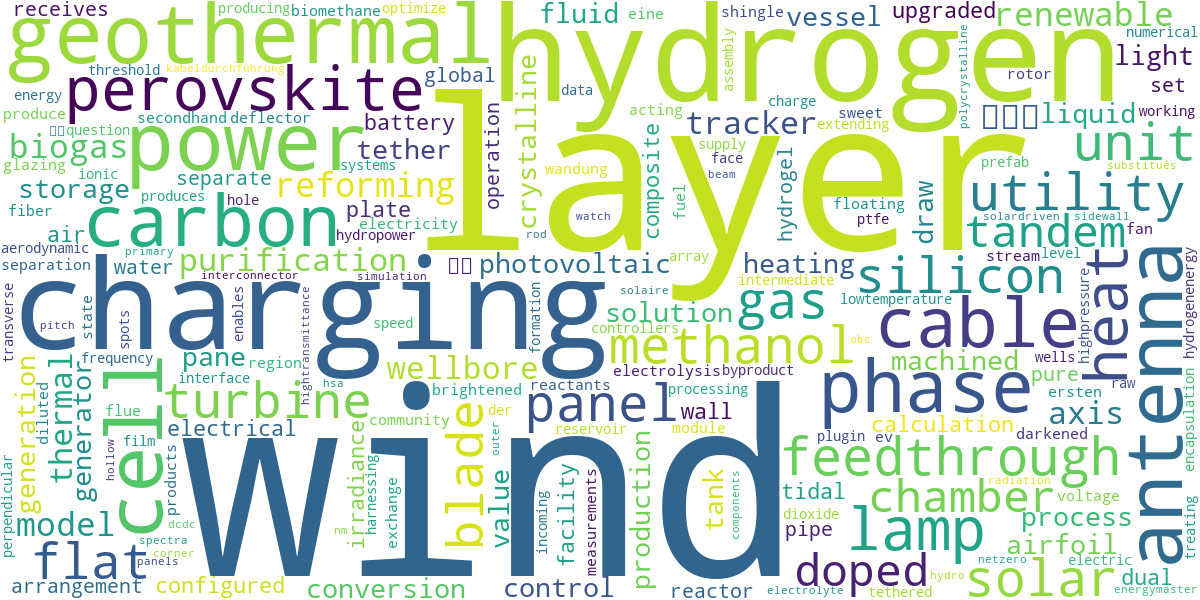 receives
producing
biomethane
optimize
geothermal
hydrogen
fluid
eine
shingle
vessel
upgraded
renewable
numerical
threshold
kabeldurchführung
global
perovskite
energy
produce
question
secondhand
deflector
battery
power
biogas
glazing
ionic
separate
systems
tether
storage
produces
hole
reforming
plate
fiber
carbon
electricity
hydropower
air
aerodynamic
primary
separation
water
purification
interconnector
simulation
operation
crystalline
layer
data
acting
tracker
assembly
charge
sweet
extending
supply
face
beam
composite
fuel
watch
rod
wandung
hydrogel
floating
ptfe
draw
prefab
polycrystalline
rotor
light
set
liquid
working
unit
substitués
utility
solardriven
sidewall
tandem
fan
stream
level
photovoltaic
array
heating
intermediate
solaire
silicon
lowtemperature
gas
solution
controllers
obc
methanol
cable
machined
wells
pure
raw
heat
highpressure
hydrogenenergy
antenna
transverse
pitch
state
spots
enables
charging
hightransmittance
speed
formation
frequency
pane
region
interface
hsa
wellbore
brightened
reactants
electrolysis
byproduct
processing
panel
wall
phase
calculation
ersten
axis
darkened
encapsulation
plugin
ev
diluted
generation
thermal
generator
flue
film
cell
turbine
electrical
community
der
reservoir
module
outer
blade
value
perpendicular
hollow
products
model
dcdc
spectra
corner
panels
flat
arrangement
configured
wind
nm
irradiance
harnessing
exchange
conversion
control
incoming
facility
measurements
production
reactor
tank
components
electrolyte
tidal
dioxide
pipe
feedthrough
radiation
chamber
voltage
lamp
process
airfoil
netzero
electric
doped
hydro
tethered
solar
dual
energymaster
treating